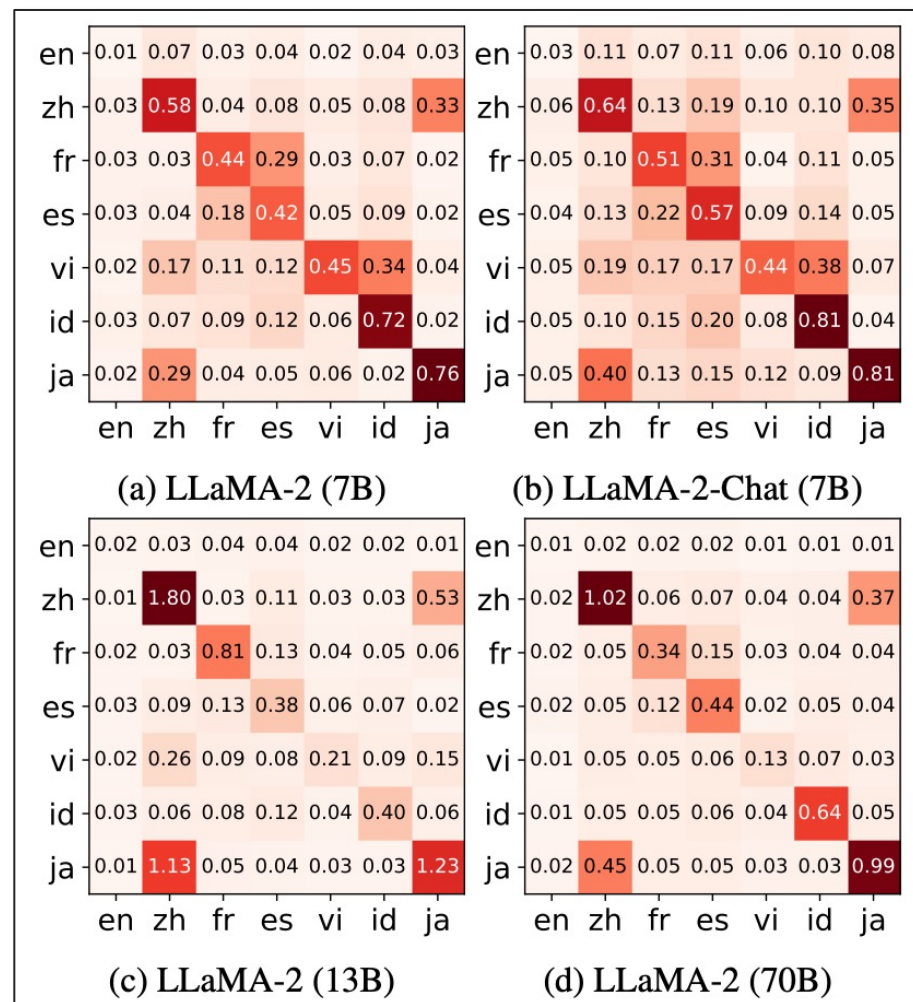 en 0.01 0.07 0.03 0.04 0.02 0.04 0.03
zh 0.03 0.58 0.04 0.08 0.05 0.08 0.33
fr 0.03 0.03 0.44 0.29 0.03 0.07 0.02
es 0.03 0.04 0.18 0.42 0.05 0.09 0.02
vi 0.02 0.17 0.11 0.12 0.45 0.34 0.04
id 0.03 0.07 0.09 0.12 0.06 0.72 0.02
ja 0.02 0.29 0.04 0.05 0.06 0.02 0.76
en zh fr es vi id ja
(a) LLaMA-2 (7B)
en 0.03 0.11 0.07 0.11 0.06 0.10 0.08
zh 0.06 0.64 0.13 0.19 0.10 0.10 0.35
fr 0.05 0.10 0.51 0.31 0.04 0.11 0.05
es 0.04 0.13 0.22 0.57 0.09 0.14 0.05
vi 0.05 0.19 0.17 0.17 0.44 0.38 0.07
id 0.05 0.10 0.15 0.20 0.08 0.81 0.04
ja 0.05 0.40 0.13 0.15 0.12 0.09 0.81
en zh fr es vi id ja
(b) LLaMA-2-Chat (7B)
en 0.02 0.03 0.04 0.04 0.02 0.02 0.01
zh 0.01 1.80 0.03 0.11 0.03 0.03 0.53
fr 0.02 0.03 0.81 0.13 0.04 0.05 0.06
es 0.03 0.09 0.13 0.38 0.06 0.07 0.02
vi 0.02 0.26 0.09 0.08 0.21 0.09 0.15
id 0.03 0.06 0.08 0.12 0.04 0.40 0.06
ja 0.01 1.13 0.05 0.04 0.03 0.03 1.23
en zh fr es vi id ja
(c) LLaMA-2 (13B)
en 0.01 0.02 0.02 0.02 0.01 0.01 0.01
zh 0.02 1.02 0.06 0.07 0.04 0.04 0.37
fr 0.02 0.05 0.34 0.15 0.03 0.04 0.04
es 0.02 0.05 0.12 0.44 0.02 0.05 0.04
vi 0.01 0.05 0.05 0.06 0.13 0.07 0.03
id 0.01 0.05 0.05 0.06 0.04 0.64 0.05
ja 0.02 0.45 0.05 0.05 0.03 0.03 0.99
en zh fr es vi id ja
(d) LLaMA-2 (70B)